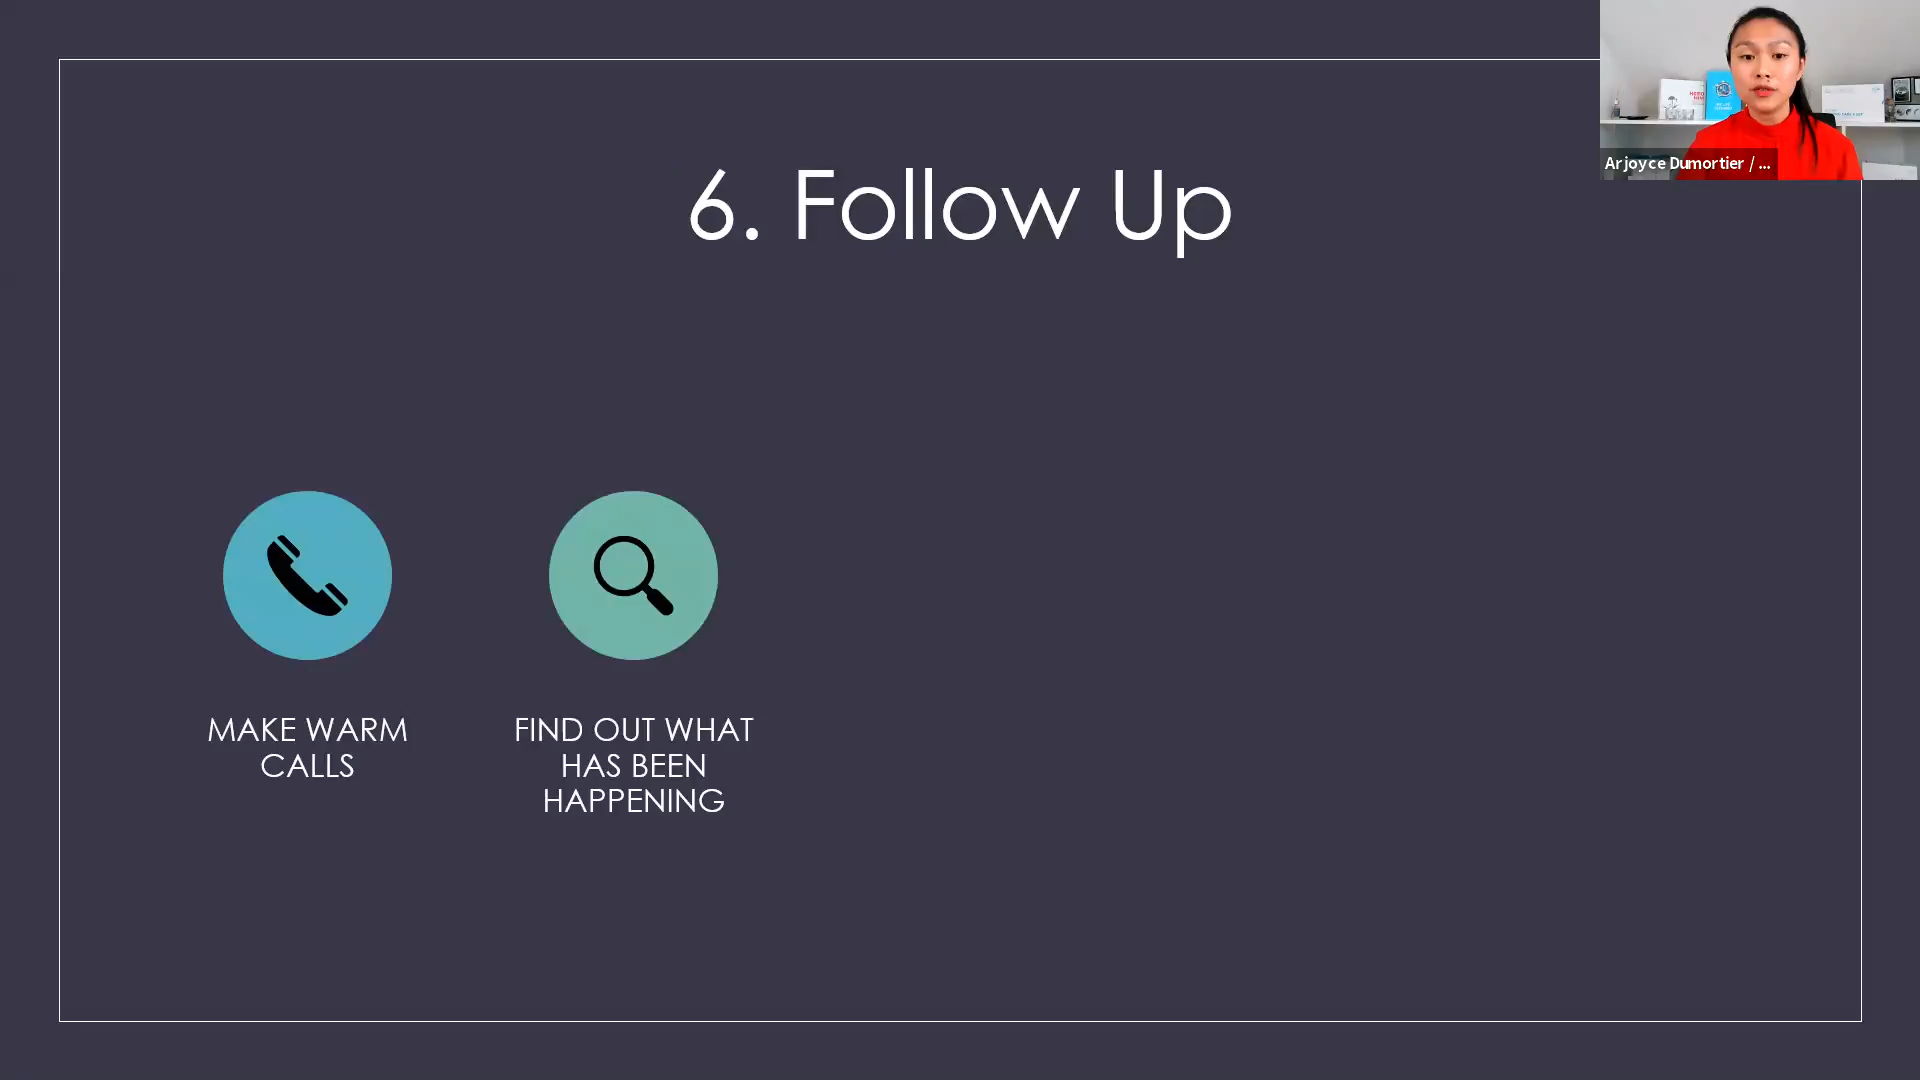 6. Follow Up
Arjoyce Dumortier / ...
MAKE WARM
CALLS
FIND OUT WHAT
HAS BEEN
HAPPENING